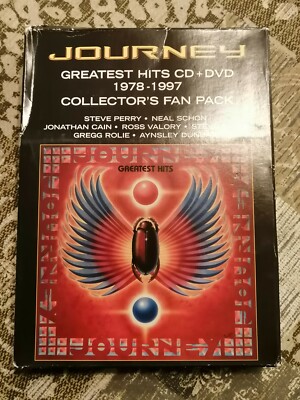 JOURNEY
GREATEST HITS CD+DVD
1978-1997
COLLECTOR'S FAN PACK
STEVE PERRY • NEAL SCHON
JONATHAN CAIN • ROSS VALORY •
GREGG ROLIE • AYNSLEY
JOURNEY
GREATEST HITS
JOURNEY